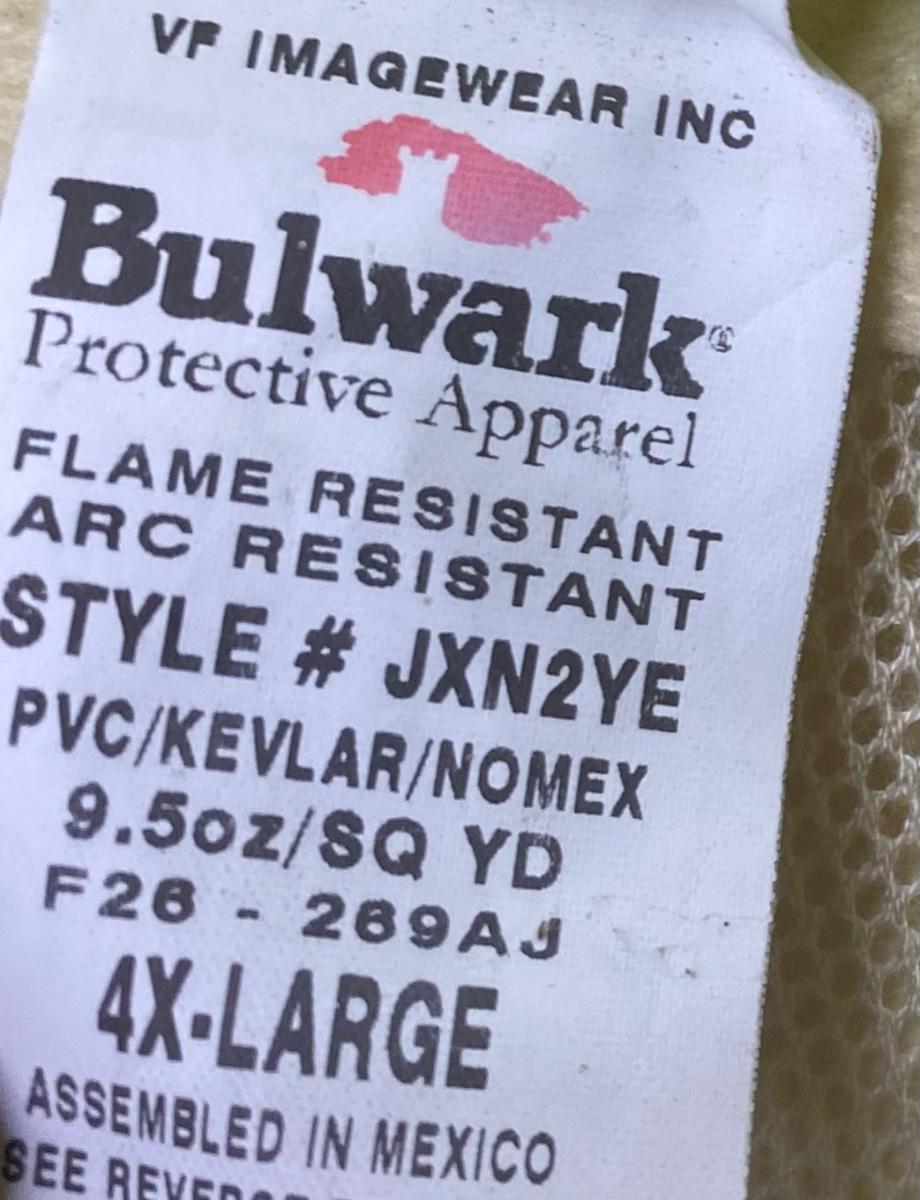 VF IMAGEWEAR INC
Bulwark®
Protective Apparel
FLAME RESISTANT
ARC RESISTANT
STYLE # JXN2YE
PVC/KEVLAR/NOMEX
9.5oz/SQ YD
F26 - 269AJ
4X-LARGE
ASSEMBLED IN MEXICO
SEE